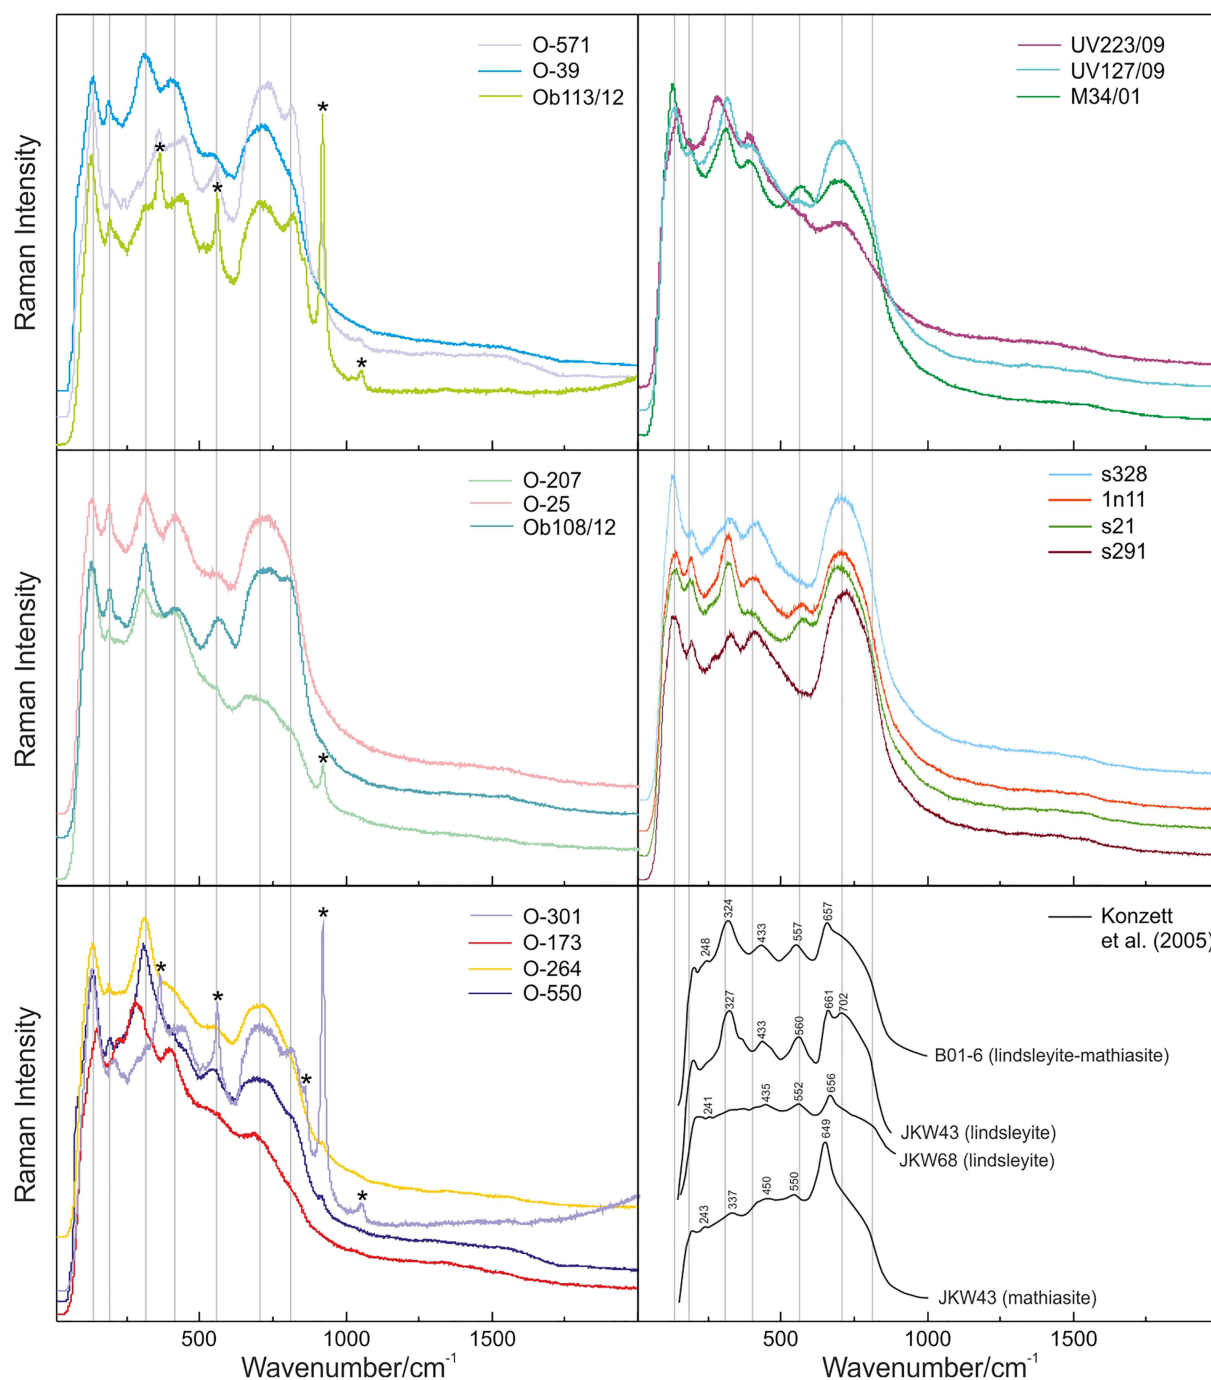 O-571
O-39
Ob113/12
*
*
*
*
Raman Intensity
UV223/09
UV127/09
M34/01
O-207
O-25
Ob108/12
*
Raman Intensity
s328
1n11
s21
s291
O-301
O-173
O-264
O-550
*
*
*
*
*
Raman Intensity
500
1000
1500
Wavenumber/cm-1
Konzett
et al. (2005)
248
324
433
557
657
B01-6 (lindsleyite-mathiasite)
327
433
560
661
702
JKW43 (lindsleyite)
241
435
552
656
JKW68 (lindsleyite)
243
337
450
550
649
JKW43 (mathiasite)
500
1000
1500
Wavenumber/cm-1